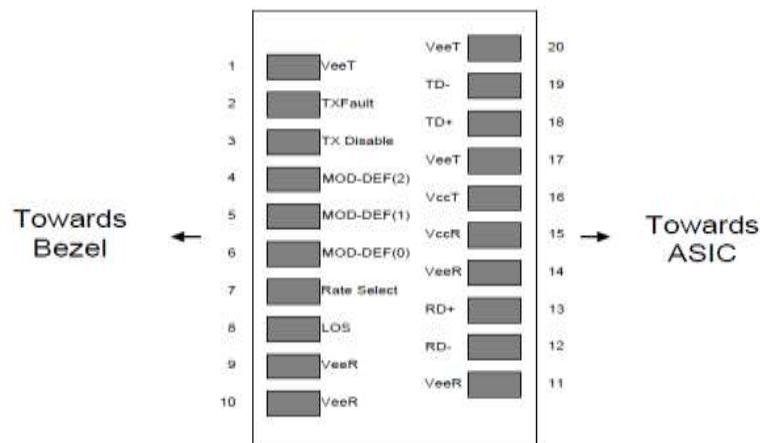 VeeT 20
1 VeeT
TD- 19
2 TXFault
TD+ 18
3 TX Disable
VeeT 17
4 MOD-DEF(2)
VccT 16
5 MOD-DEF(1)
VccR 15
6 MOD-DEF(0)
VeeR 14
7 Rate Select
RD+ 13
8 LOS
RD- 12
9 VeeR
VeeR 11
10 VeeR
Towards
Bezel
Towards
ASIC